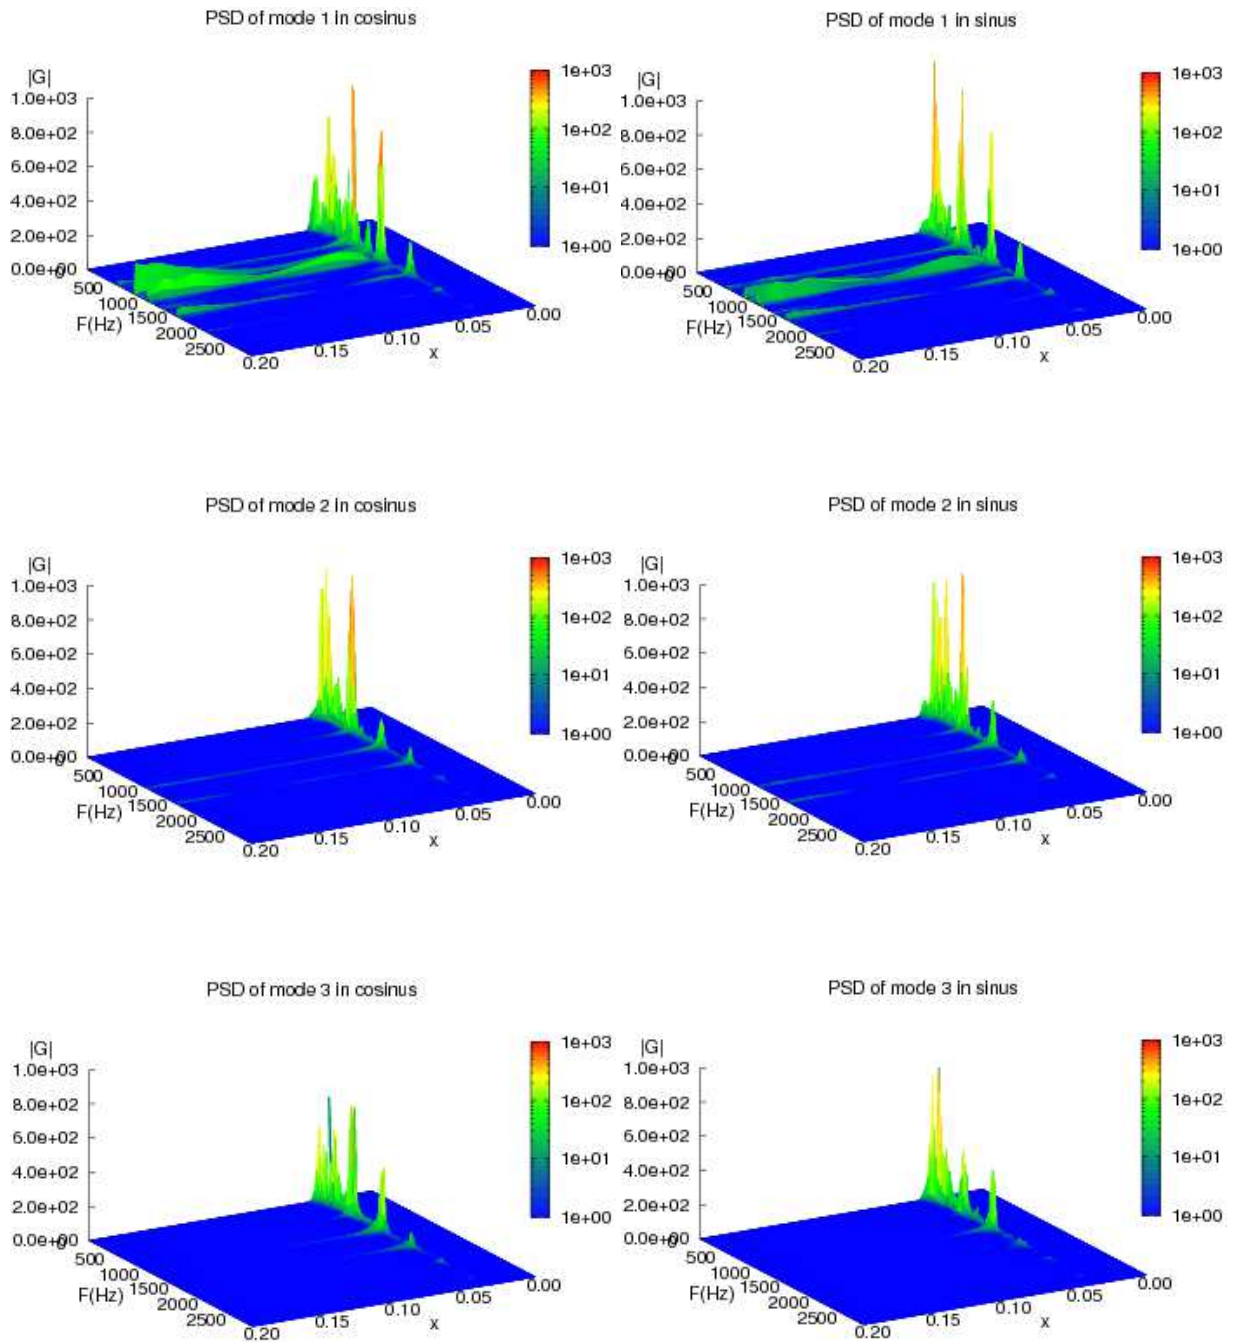 PSD of mode 1 in cosinus
|G|
1.0e+03
8.0e+02
6.0e+02
4.0e+02
2.0e+02
0.0e+00
0
500
1000
1500
2000
2500
F(Hz)
0.20
0.15
0.10
0.05
0.00
x
1e+03
1e+02
1e+01
1e+00
PSD of mode 1 in sinus
|G|
1.0e+03
8.0e+02
6.0e+02
4.0e+02
2.0e+02
0.0e+00
0
500
1000
1500
2000
2500
F(Hz)
0.20
0.15
0.10
0.05
0.00
x
1e+03
1e+02
1e+01
1e+00
PSD of mode 2 in cosinus
|G|
1.0e+03
8.0e+02
6.0e+02
4.0e+02
2.0e+02
0.0e+00
0
500
1000
1500
2000
2500
F(Hz)
0.20
0.15
0.10
0.05
0.00
x
1e+03
1e+02
1e+01
1e+00
PSD of mode 2 in sinus
|G|
1.0e+03
8.0e+02
6.0e+02
4.0e+02
2.0e+02
0.0e+00
0
500
1000
1500
2000
2500
F(Hz)
0.20
0.15
0.10
0.05
0.00
x
1e+03
1e+02
1e+01
1e+00
PSD of mode 3 in cosinus
|G|
1.0e+03
8.0e+02
6.0e+02
4.0e+02
2.0e+02
0.0e+00
0
500
1000
1500
2000
2500
F(Hz)
0.20
0.15
0.10
0.05
0.00
x
1e+03
1e+02
1e+01
1e+00
PSD of mode 3 in sinus
|G|
1.0e+03
8.0e+02
6.0e+02
4.0e+02
2.0e+02
0.0e+00
0
500
1000
1500
2000
2500
F(Hz)
0.20
0.15
0.10
0.05
0.00
x
1e+03
1e+02
1e+01
1e+00